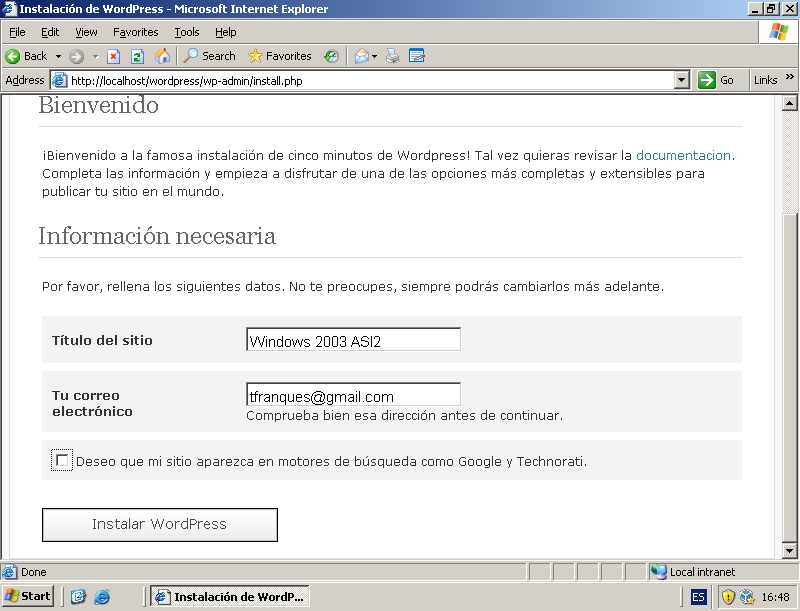 Instalación de WordPress - Microsoft Internet Explorer
File Edit View Favorites Tools Help
Back Search Favorites
Address http://localhost/wordpress/wp-admin/install.php Go Links »
Bienvenido
¡Bienvenido a la famosa instalación de cinco minutos de Wordpress! Tal vez quieras revisar la documentacion.
Completa las información y empieza a disfrutar de una de las opciones más completas y extensibles para
publicar tu sitio en el mundo.
Información necesaria
Por favor, rellena los siguientes datos. No te preocupes, siempre podrás cambiarlos más adelante.
Título del sitio Windows 2003 ASI2
Tu correo
electrónico
tfranques@gmail.com
Comprueba bien esa dirección antes de continuar.
Deseo que mi sitio aparezca en motores de búsqueda como Google y Technorati.
Instalar WordPress
Done Local intranet
Start Instalación de WordP... ES 16:48